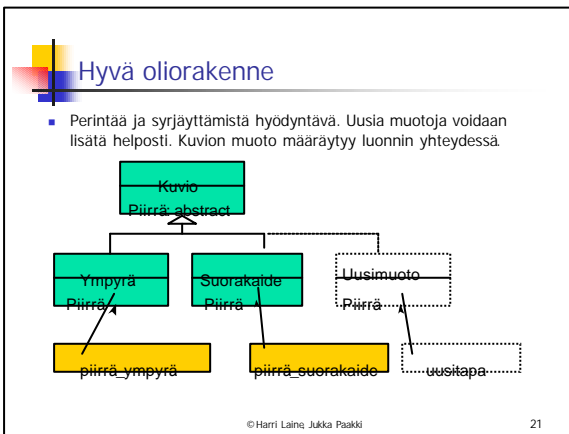 Hyvä oliorakenne
Perintää ja syrjäyttämistä hyödyntävä. Uusia muotoja voidaan
lisätä helposti. Kuvion muoto määräytyy luonnin yhteydessä.
Kuvio
Piirrä: abstract
Ympyrä Suorakaide Uusimuoto
Piirrä Piirrä Piirrä
piirrä_ympyrä piirrä_suorakaide uusitapa
© Harri Laine, Jukka Paakki 21